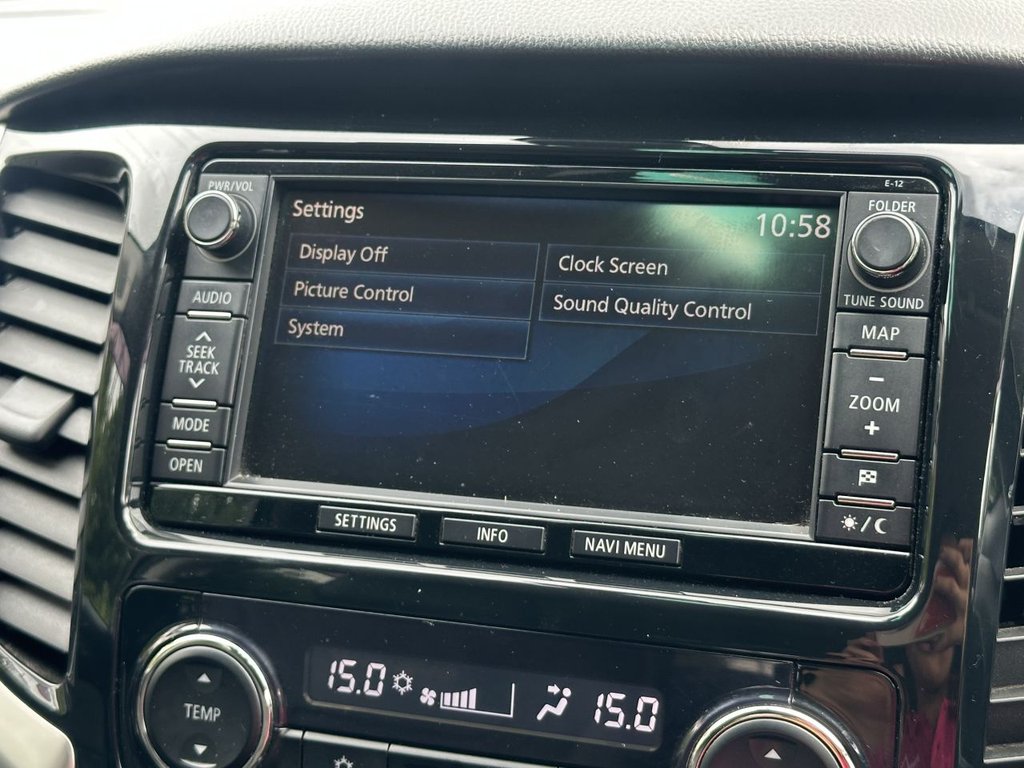 E-12
PWR/VOL
FOLDER
Settings
10:58
Display Off
Clock Screen
Picture Control
Sound Quality Control
System
AUDIO
SEEK
TRACK
MODE
OPEN
TUNE SOUND
MAP
−
ZOOM
+
SETTINGS
INFO
NAVI MENU
15.0
15.0
TEMP